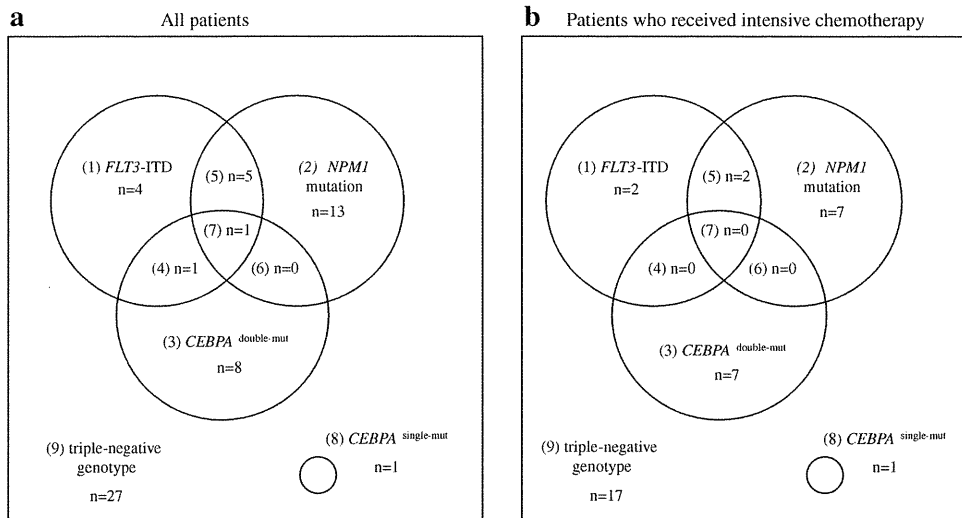 a
All patients
(1) FLT3-ITD
n=4
(5) n=5
(2) NPM1
mutation
n=13
(7) n=1
(4) n=1
(6) n=0
(3) CEBPA double-mut
n=8
(9) triple-negative
genotype
n=27
(8) CEBPA single-mut
n=1
b
Patients who received intensive chemotherapy
(1) FLT3-ITD
n=2
(5) n=2
(2) NPM1
mutation
n=7
(7) n=0
(4) n=0
(6) n=0
(3) CEBPA double-mut
n=7
(9) triple-negative
genotype
n=17
(8) CEBPA single-mut
n=1